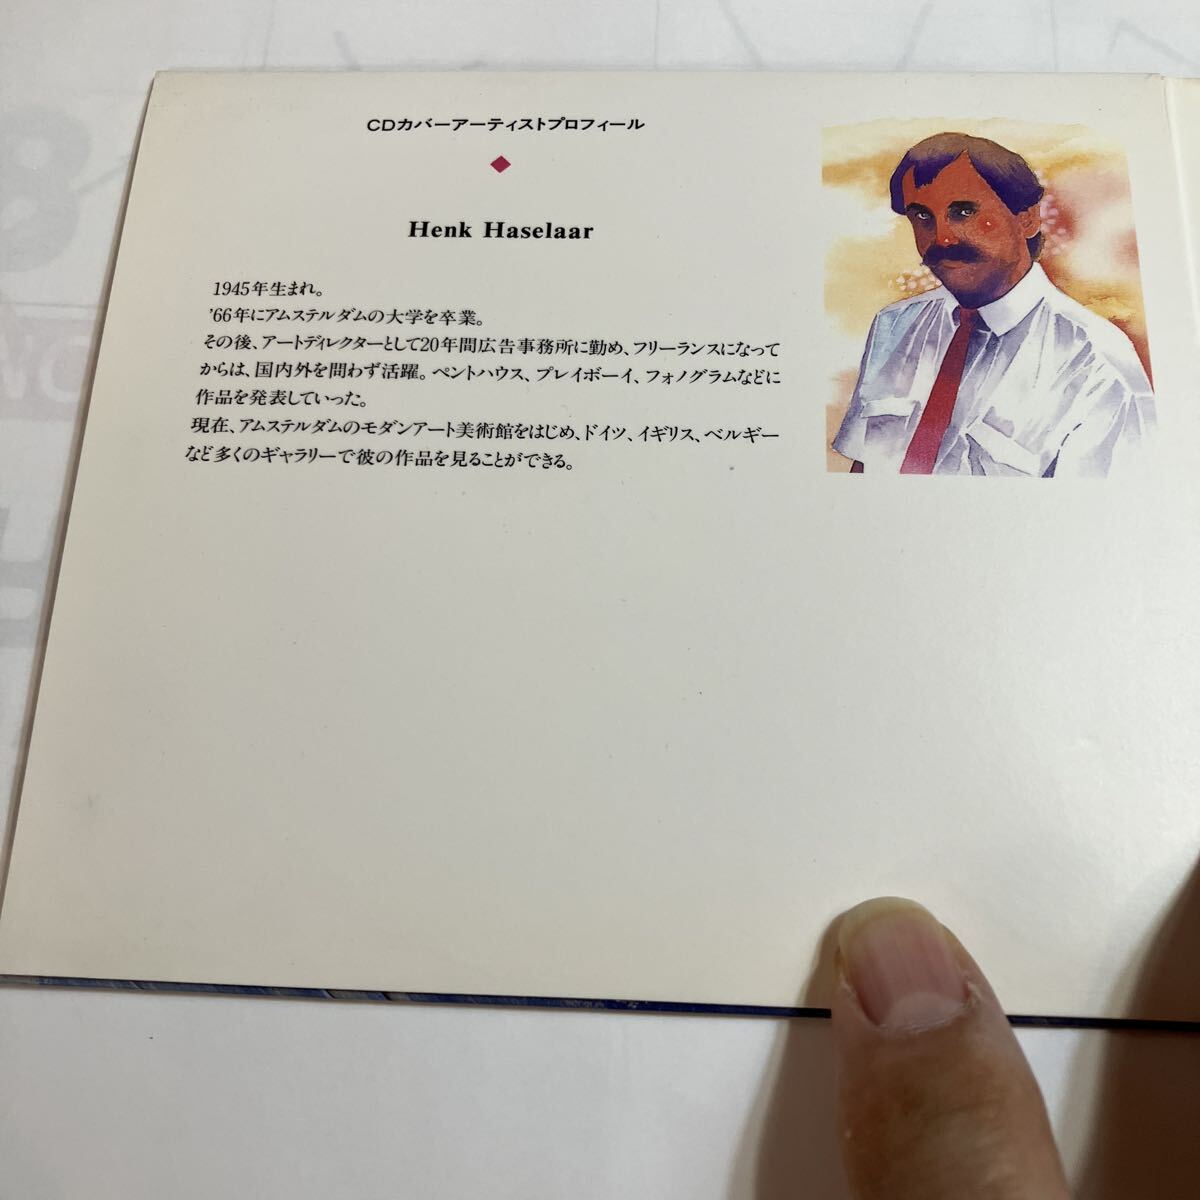 CDカバーアーティストプロフィール
Henk Haselaar
1945年生まれ。
'66年にアムステルダムの大学を卒業。
その後、アートディレクターとして20年間広告事務所に勤め、フリーランスになって
からは、国内外を問わず活躍。ペントハウス、プレイボーイ、フォノグラムなどに
作品を発表していった。
現在、アムステルダムのモダンアート美術館をはじめ、ドイツ、イギリス、ベルギー
など多くのギャラリーで彼の作品を見ることができる。